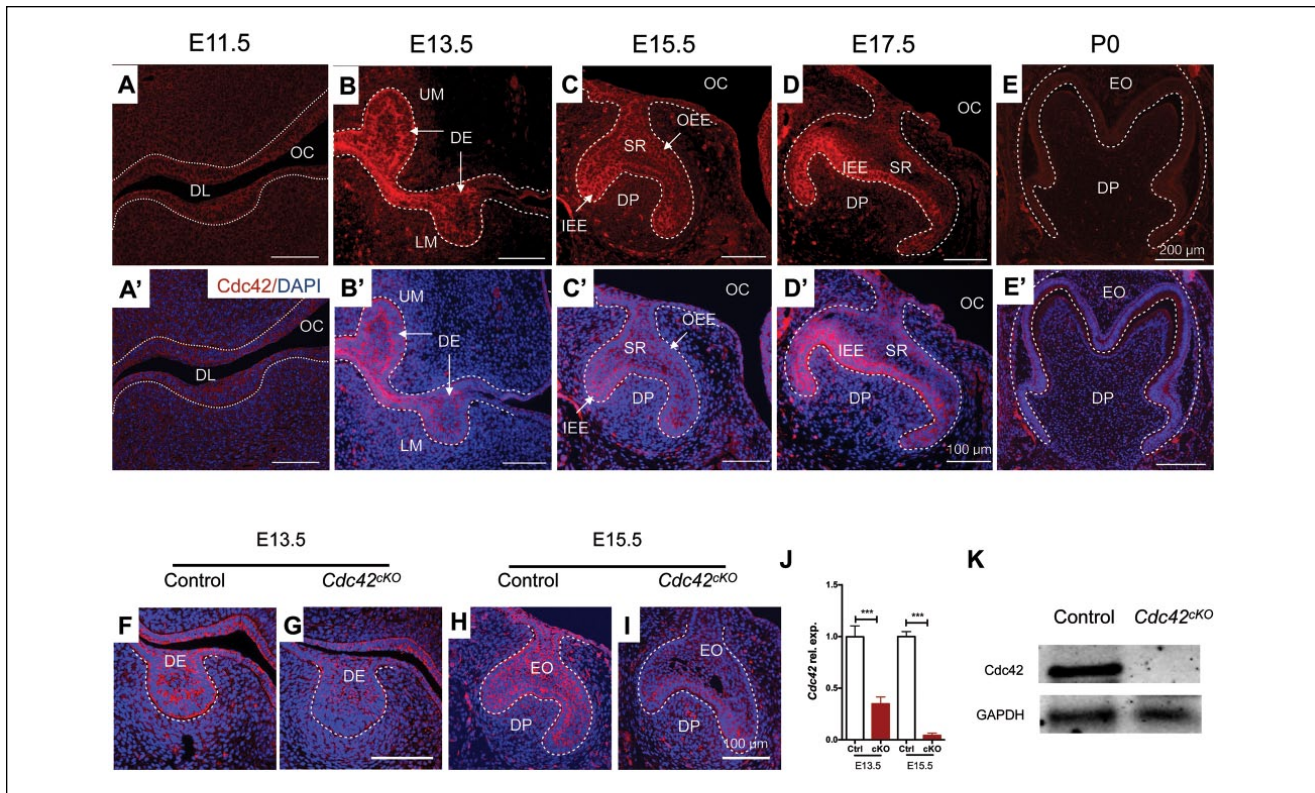 E11.5 E13.5 E15.5 E17.5 P0
A B C D E
UM OC OC EO
DE OEE
OC SR SR
DL IEE
DP DP DP
LM IEE
200 µm
A' Cdc42/DAPI B' C' D' E'
UM OC OC EO
DE OEE
OC SR IEE SR
DL
DP DP DP
LM IEE
100 µm
E13.5 E15.5
Control Cdc42cKO Control Cdc42cKO
F G H I
DE DE EO EO
DP DP
100 µm
J
Cdc42 rel. exp.
1.5
1.0
0.5
0.0
*** ***
Ctrl cKO Ctrl cKO
E13.5 E15.5
K
Control Cdc42cKO
Cdc42
GAPDH